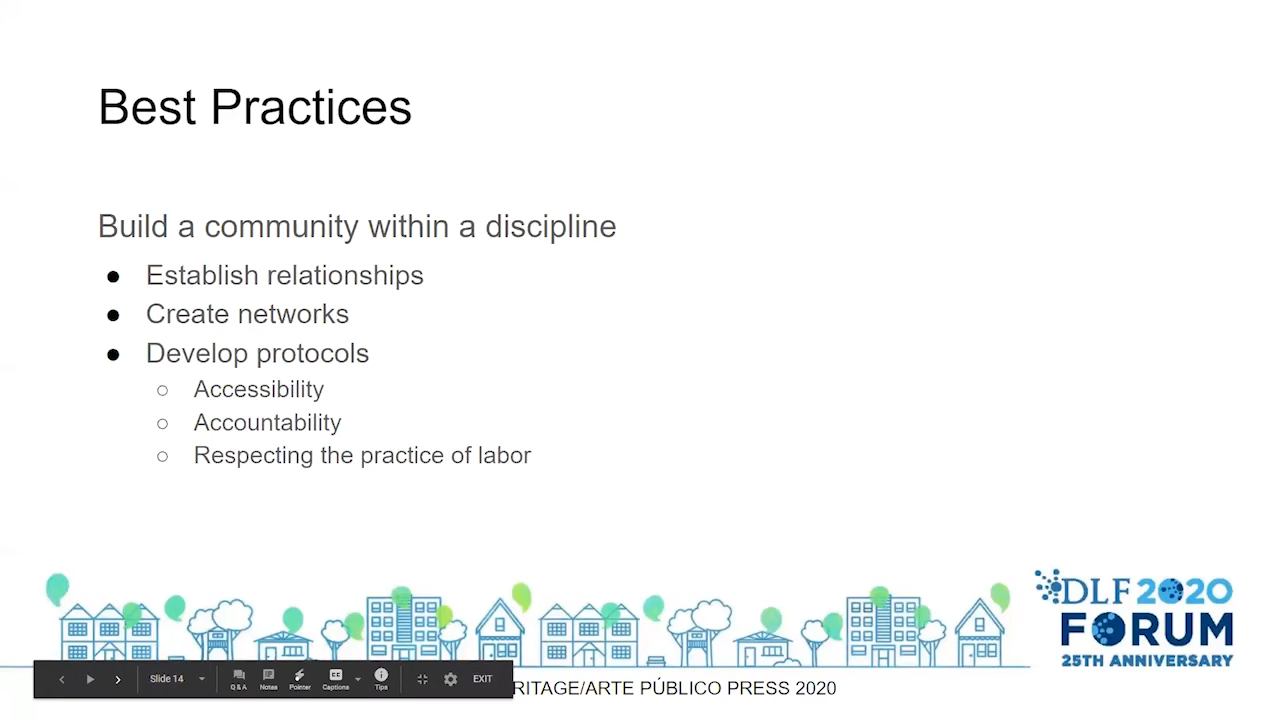 Best Practices
Build a community within a discipline
● Establish relationships
● Create networks
● Develop protocols
○ Accessibility
○ Accountability
○ Respecting the practice of labor
DLF 2020
FORUM
25TH ANNIVERSARY
Slide 14
Q&A
Notes
Pointer
Captions
Tips
EXIT
RITAGE/ARTE PÚBLICO PRESS 2020